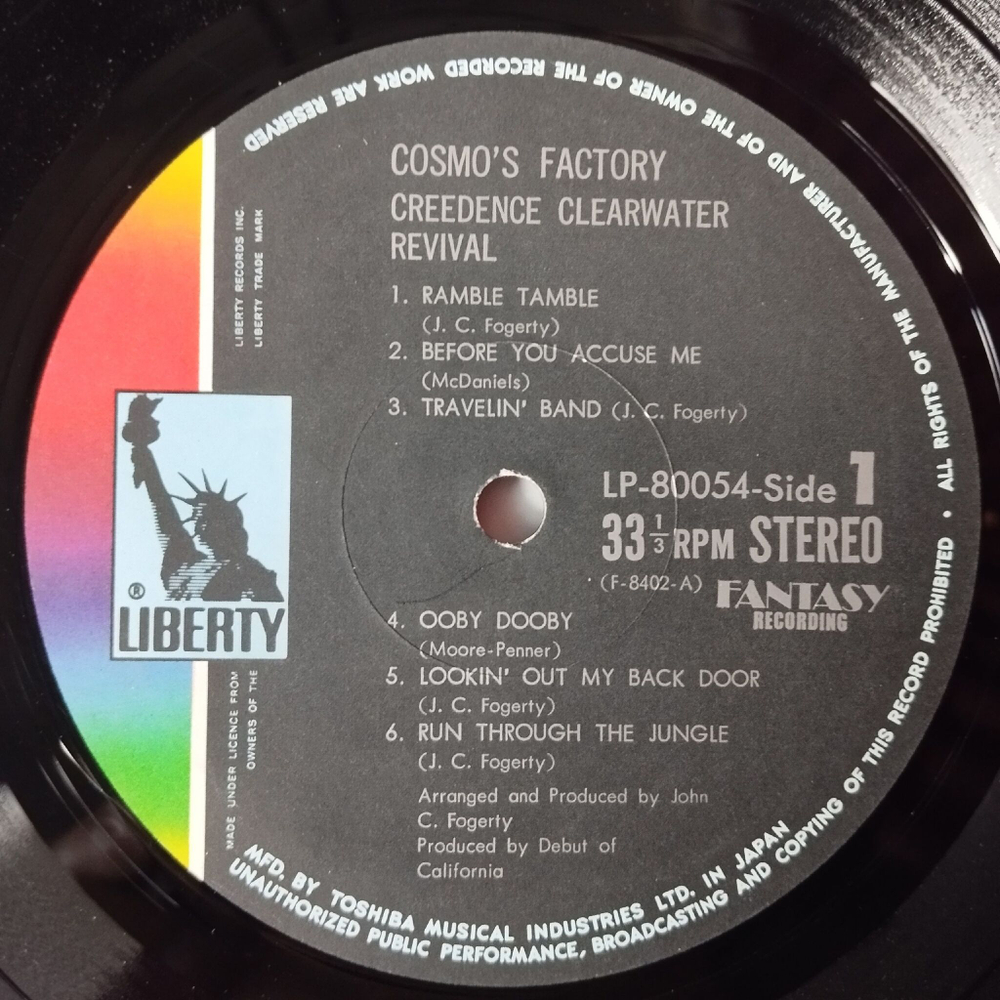 COSMO'S FACTORY
CREEDENCE CLEARWATER
REVIVAL
1. RAMBLE TAMBLE
(J. C. Fogerty)
2. BEFORE YOU ACCUSE ME
(McDaniels)
3. TRAVELIN' BAND (J. C. Fogerty)
LP-80054-Side 1
33 1/3 RPM STEREO
(F-8402-A) FANTASY
RECORDING
4. OOBY DOOBY
(Moore-Penner)
5. LOOKIN' OUT MY BACK DOOR
(J. C. Fogerty)
6. RUN THROUGH THE JUNGLE
(J. C. Fogerty)
Arranged and Produced by John
C. Fogerty
Produced by Debut of
California
LIBERTY RECORDS INC.
LIBERTY TRADE MARK
® LIBERTY
MADE UNDER LICENCE FROM
OWNERS OF THE
MFD. BY TOSHIBA MUSICAL INDUSTRIES LTD. IN JAPAN
UNAUTHORIZED PUBLIC PERFORMANCE, BROADCASTING AND COPYING OF THIS RECORD PROHIBITED • ALL RIGHTS OF THE MANUFACTURER AND OF THE OWNER OF THE RECORDED WORK ARE RESERVED